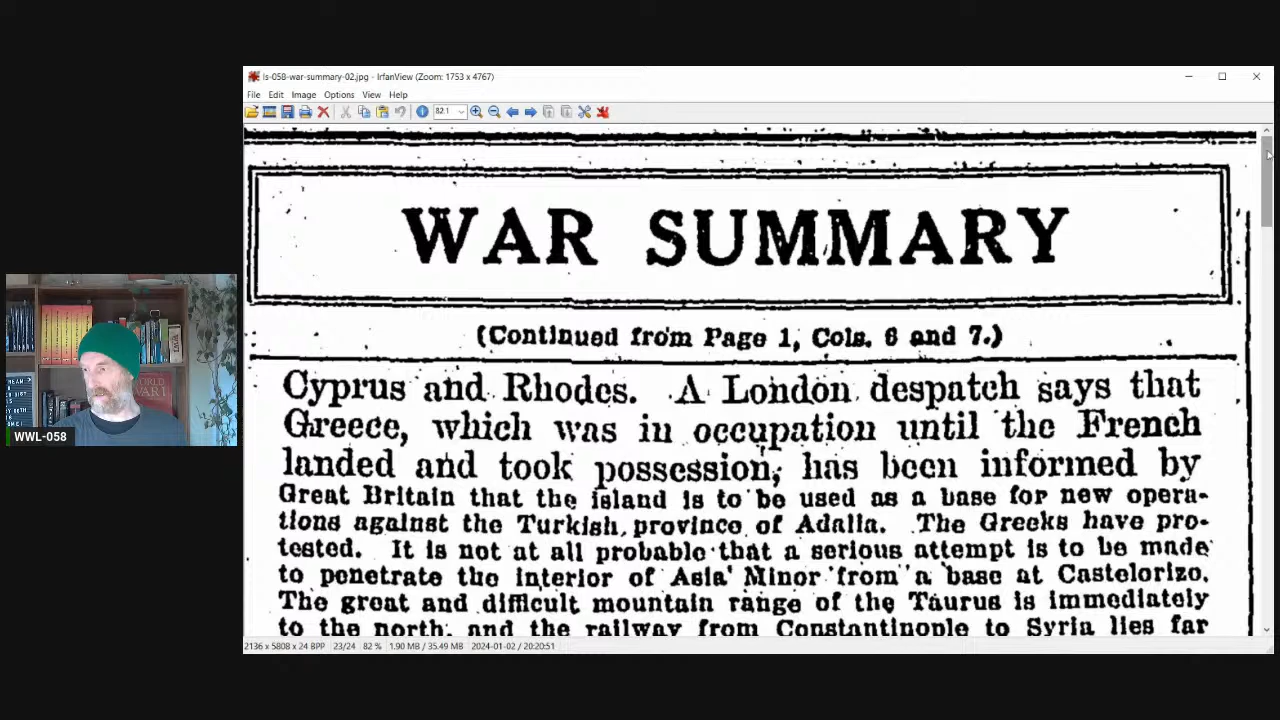 ls-058-war-summary-02.jpg - IrfanView (Zoom: 1753 x 4767)
File Edit Image Options View Help
82.1
WAR SUMMARY
(Continued from Page 1, Cols. 6 and 7.)
Cyprus and Rhodes. A London despatch says that
Greece, which was in occupation until the French
landed and took possession, has been informed by
Great Britain that the island is to be used as a base for new opera-
tions against the Turkish province of Adalia. The Greeks have pro-
tested. It is not at all probable that a serious attempt is to be made
to penetrate the interior of Asia Minor from a base at Castelorizo.
The great and difficult mountain range of the Taurus is immediately
to the north, and the railway from Constantinople to Syria lies far
2136 x 5808 x 24 BPP 23/24 82 % 1.90 MB / 35.49 MB 2024-01-02 / 20:20:51
WORLD
WAR I
WWL-058